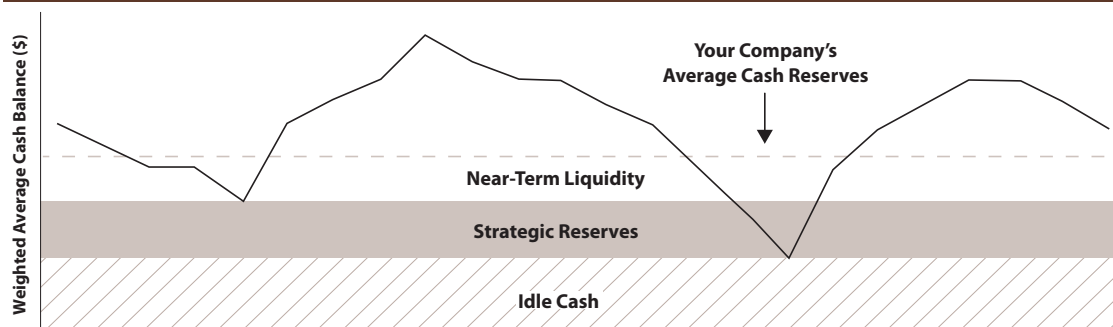 Weighted Average Cash Balance ($)
Your Company's
Average Cash Reserves
Near-Term Liquidity
Strategic Reserves
Idle Cash